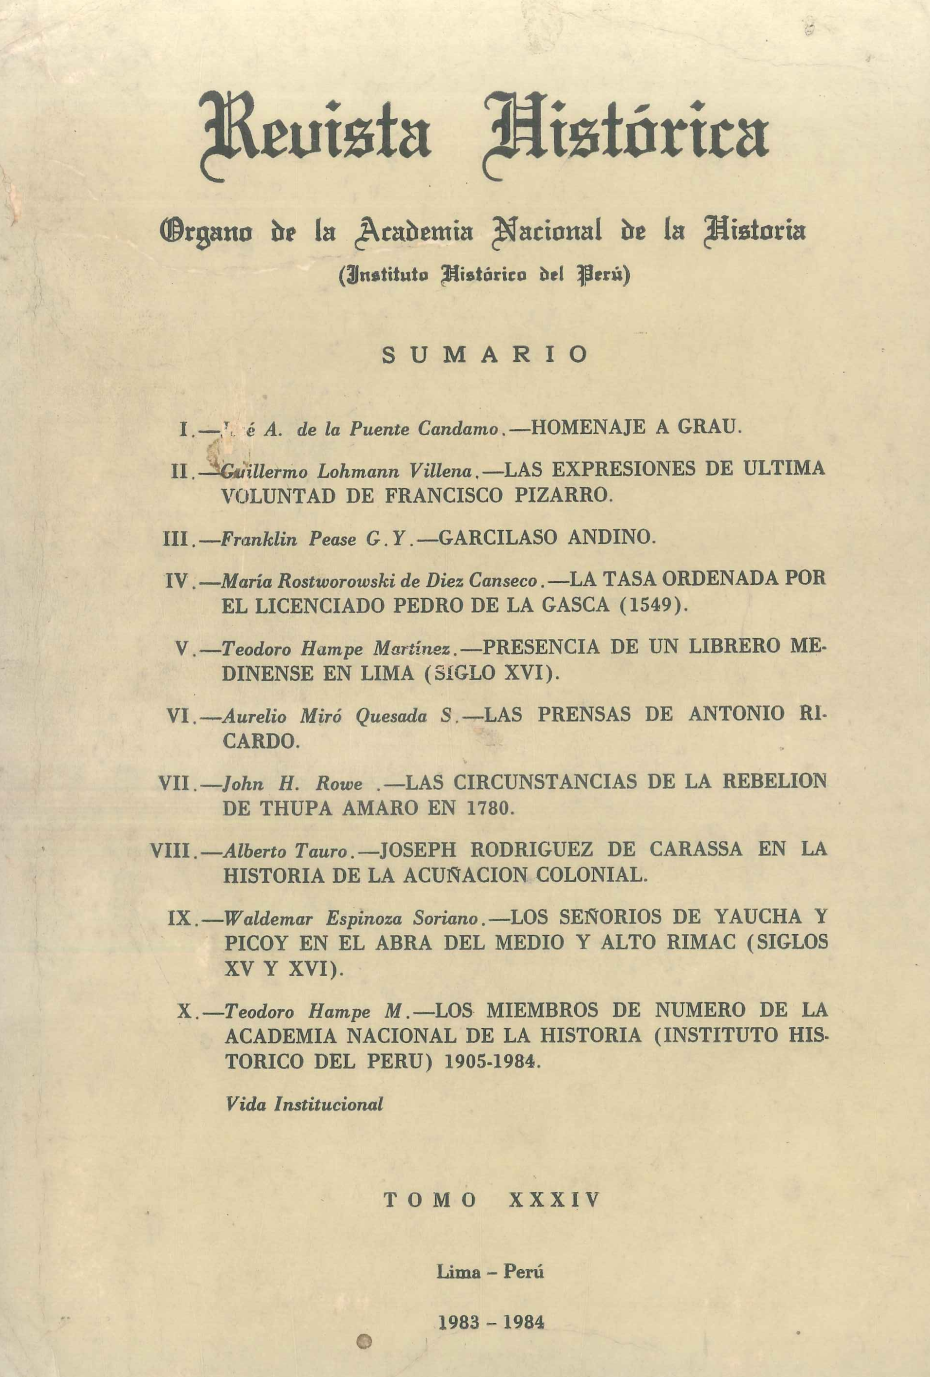 Revista Histórica
Organo de la Academia Nacional de la Historia
(Instituto Histórico del Perú)
SUMARIO
I.—é A. de la Puente Candamo.—HOMENAJE A GRAU.
II.—Guillermo Lohmann Villena.—LAS EXPRESIONES DE ULTIMA
VOLUNTAD DE FRANCISCO PIZARRO.
III.—Franklin Pease G.Y.—GARCILASO ANDINO.
IV.—María Rostworowski de Diez Canseco.—LA TASA ORDENADA POR
EL LICENCIADO PEDRO DE LA GASCA (1549).
V.—Teodoro Hampe Martínez.—PRESENCIA DE UN LIBRERO ME-
DINENSE EN LIMA (SIGLO XVI).
VI.—Aurelio Miró Quesada S.—LAS PRENSAS DE ANTONIO RI-
CARDO.
VII.—John H. Rowe .—LAS CIRCUNSTANCIAS DE LA REBELION
DE THUPA AMARO EN 1780.
VIII.—Alberto Tauro.—JOSEPH RODRIGUEZ DE CARASSA EN LA
HISTORIA DE LA ACUÑACION COLONIAL.
IX.—Waldemar Espinoza Soriano.—LOS SEÑORIOS DE YAUCHA Y
PICOY EN EL ABRA DEL MEDIO Y ALTO RIMAC (SIGLOS
XV Y XVI).
X.—Teodoro Hampe M.—LOS MIEMBROS DE NUMERO DE LA
ACADEMIA NACIONAL DE LA HISTORIA (INSTITUTO HIS-
TORICO DEL PERU) 1905-1984.
Vida Institucional
TOMO XXXIV
Lima – Perú
1983 – 1984